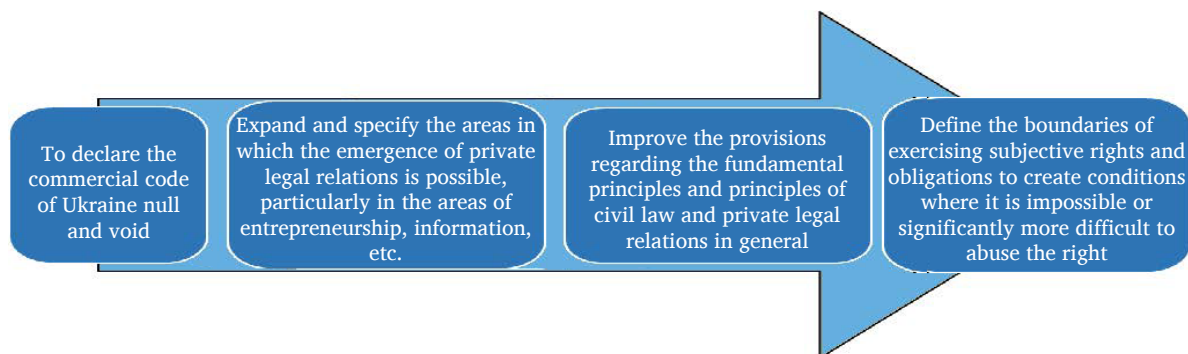 To declare the
commercial code
of Ukraine null
and void
Expand and specify the areas in
which the emergence of private
legal relations is possible,
particularly in the areas of
entrepreneurship, information,
etc.
Improve the provisions
regarding the fundamental
principles and principles of
civil law and private legal
relations in general
Define the boundaries of
exercising subjective rights and
obligations to create conditions
where it is impossible or
significantly more difficult to
abuse the right